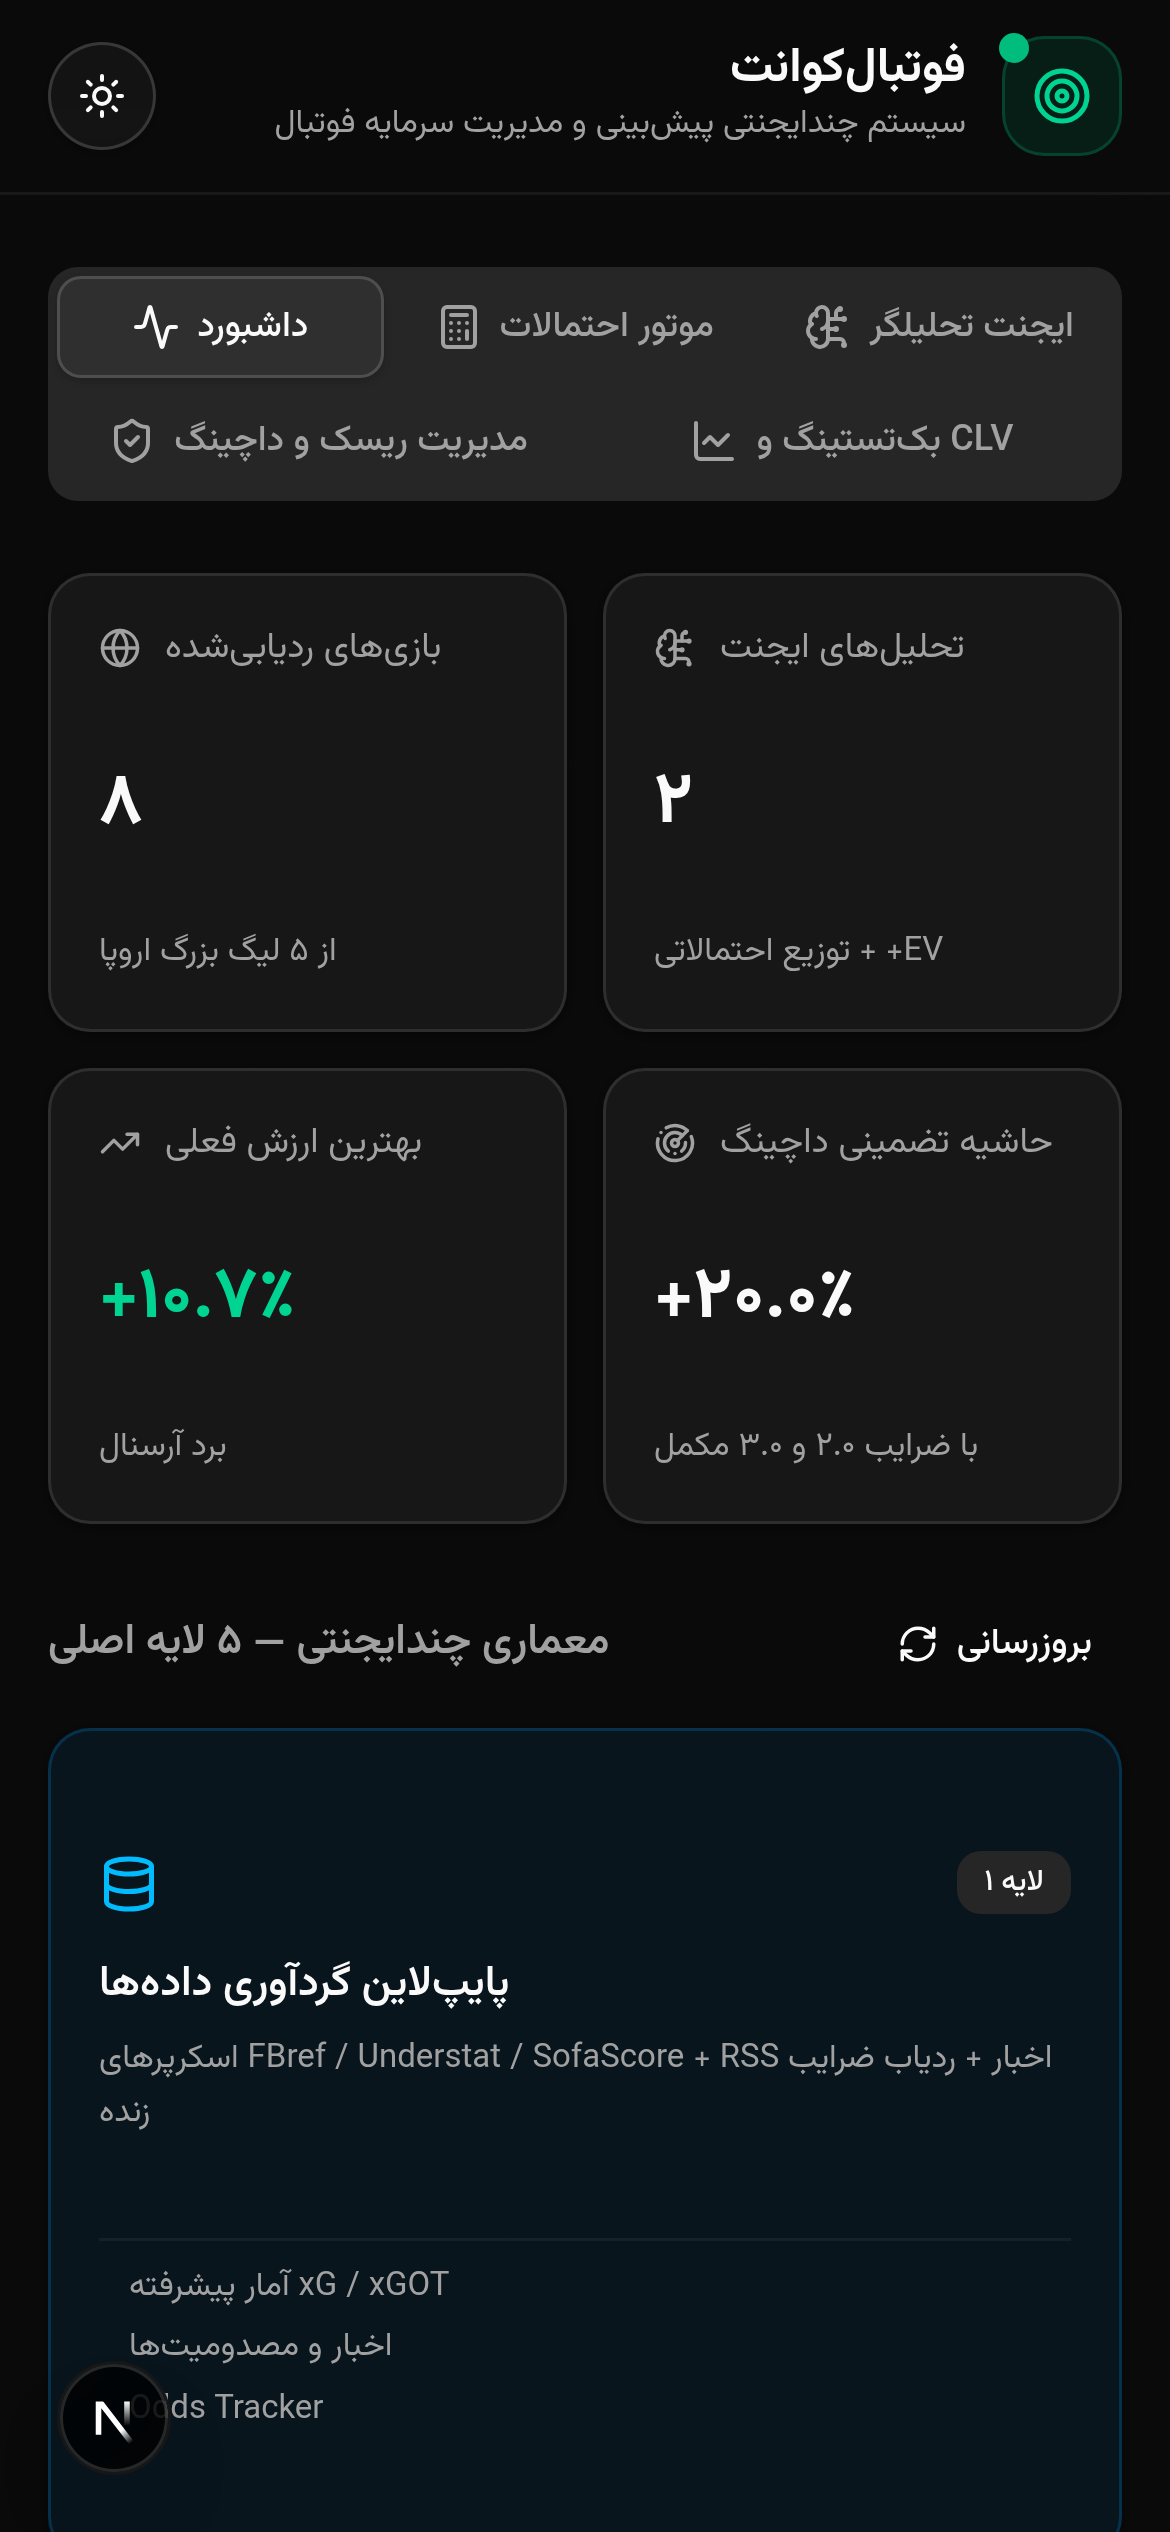 فوتبال‌کوانت
سیستم چندایجنتی پیش‌بینی و مدیریت سرمایه فوتبال
داشبورد
موتور احتمالات
ایجنت تحلیلگر
مدیریت ریسک و داچینگ
بک‌تستینگ و CLV
بازی‌های ردیابی‌شده
۸
از ۵ لیگ بزرگ اروپا
تحلیل‌های ایجنت
۲
توزیع احتمالاتی + +EV
بهترین ارزش فعلی
+۱۰.۷٪
برد آرسنال
حاشیه تضمینی داچینگ
+۲۰.۰٪
با ضرایب ۲.۰ و ۳.۰ مکمل
معماری چندایجنتی — ۵ لایه اصلی
بروزرسانی
لایه ۱
پایپ‌لاین گردآوری داده‌ها
اسکرپرهای FBref / Understat / SofaScore + RSS اخبار + ردیاب ضرایب
زنده
آمار پیشرفته xG / xGOT
اخبار و مصدومیت‌ها
Odds Tracker
N